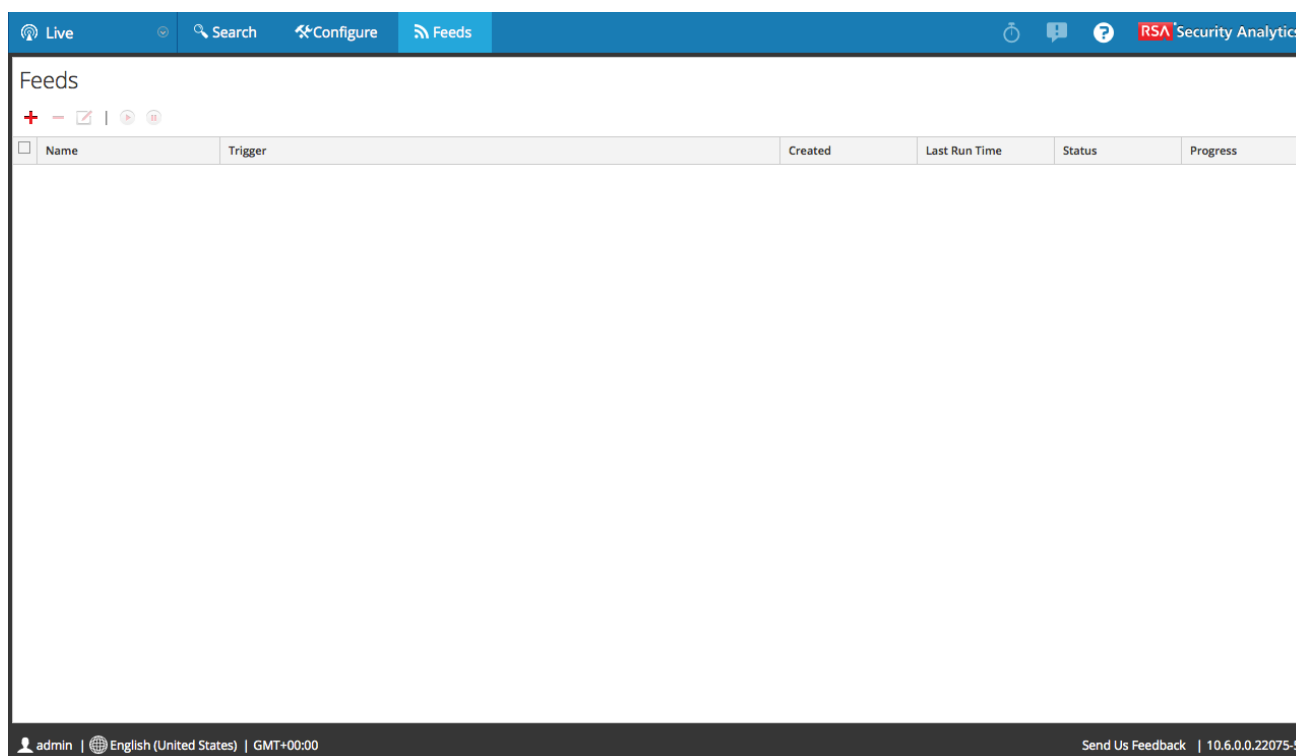 Live Search Configure Feeds ? RSA Security Analytics
Feeds
Name Trigger Created Last Run Time Status Progress
admin | English (United States) | GMT+00:00 Send Us Feedback | 10.6.0.0.22075-